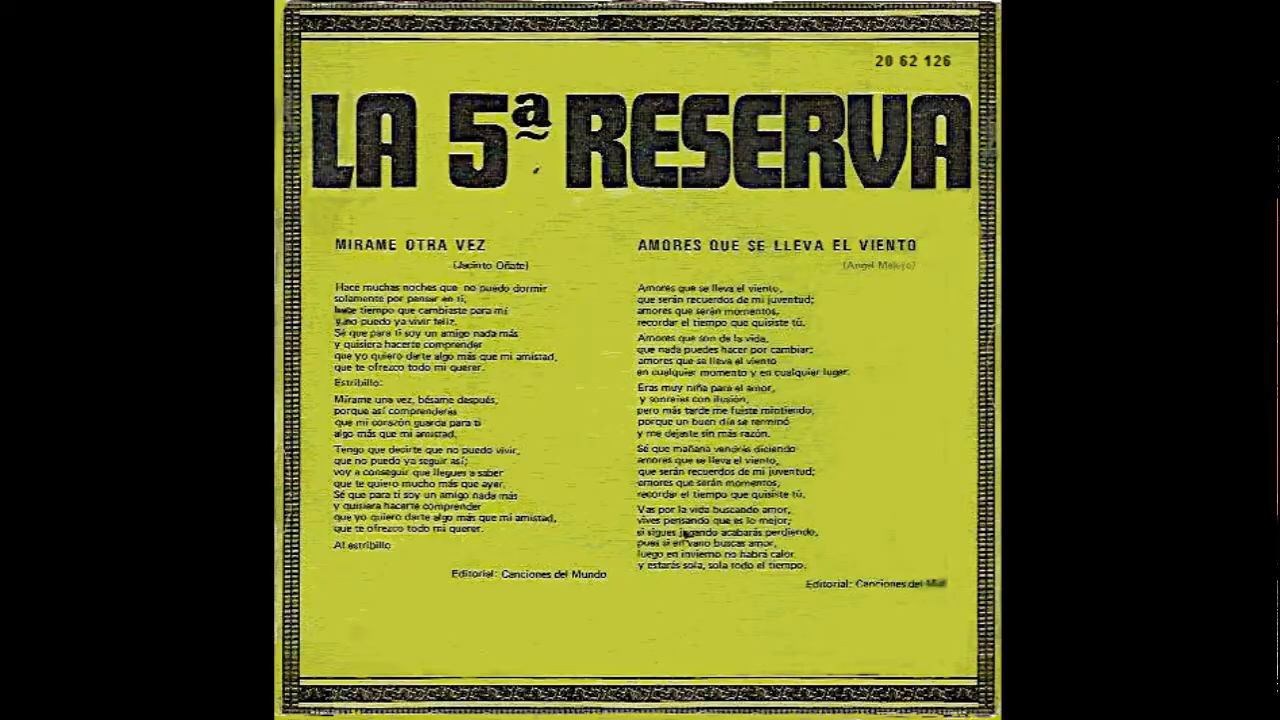 20 62 126
LA 5ª RESERVA
MIRAME OTRA VEZ
(Jacinto Oñate)
Hace muchas noches que no puedo dormir
solamente por pensar en ti,
hace tiempo que cambiaste para mí
y no puedo ya vivir feliz.
Sé que para ti soy un amigo nada más
y quisiera hacerte comprender
que yo quiero darte algo más que mi amistad,
que te ofrezco todo mi querer.
Estribillo:
Mírame una vez, bésame después,
porque así comprenderás
que mi corazón guarda para ti
algo más que mi amistad.
Tengo que decirte que no puedo vivir,
que no puedo ya seguir así;
voy a conseguir que llegues a saber
que te quiero mucho más que ayer.
Sé que para ti soy un amigo nada más
y quisiera hacerte comprender
que yo quiero darte algo más que mi amistad,
que te ofrezco todo mi querer.
Al estribillo
Editorial: Canciones del Mundo
AMORES QUE SE LLEVA EL VIENTO
(Angel
Amores que se lleva el viento,
que serán recuerdos de mi juventud;
amores que serán momentos,
recordar el tiempo que quisiste tú.
Amores que son de la vida,
que nada puedes hacer por cambiar;
amores que se lleva el viento
en cualquier momento y en cualquier lugar.
Eras muy niña para el amor,
y sonreías con ilusión,
pero más tarde me fuiste mintiendo,
porque un buen día se terminó
y me dejaste sin más razón.
Sé que mañana vendrás diciendo
amores que se lleva el viento,
que serán recuerdos de mi juventud;
amores que serán momentos,
recordar el tiempo que quisiste tú.
Vas por la vida buscando amor,
vives pensando que es lo mejor;
si sigues jugando acabarás perdiendo,
pues si en vano buscas amor,
luego en invierno no habrá calor
y estarás sola, sola todo el tiempo.
Editorial: Canciones del